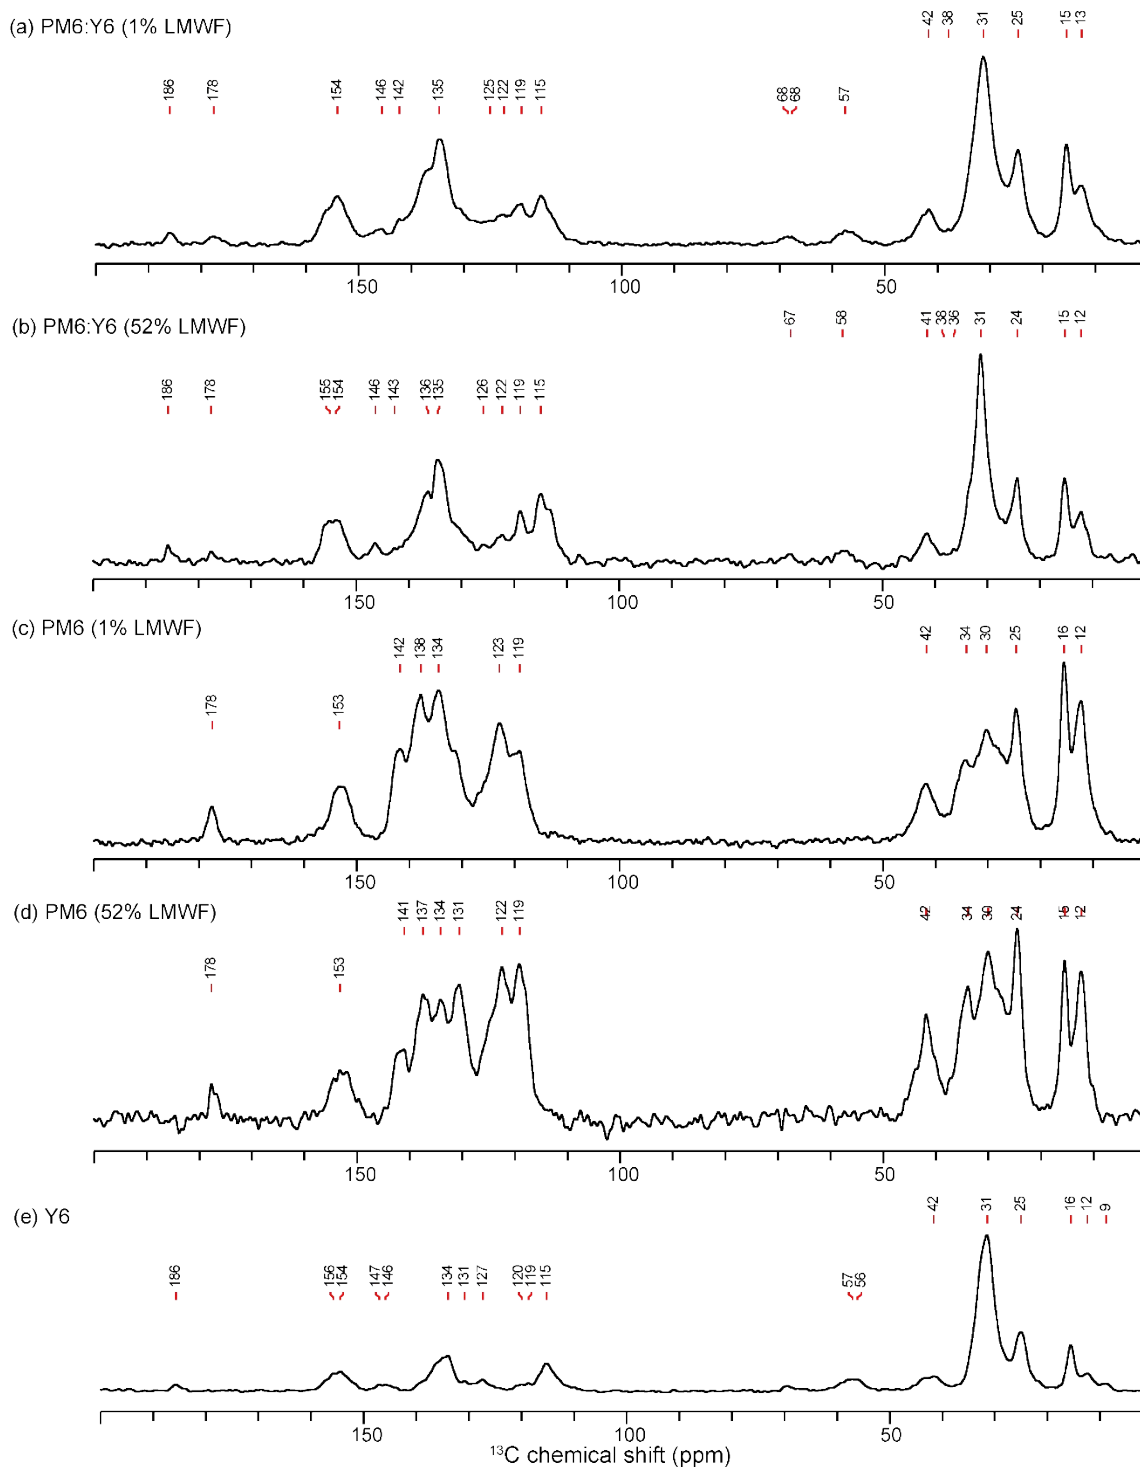 (a) PM6:Y6 (1% LMWF)
42 38 31 25 15 13
186 178 154 146 142 135 125 122 119 115 68 68 57
150 100 50
(b) PM6:Y6 (52% LMWF)
67 58 41 38 36 31 24 15 12
186 178 155 154 146 143 136 135 126 122 119 115
150 100 50
(c) PM6 (1% LMWF)
142 138 134 123 119 42 34 30 25 16 12
178 153
150 100 50
(d) PM6 (52% LMWF)
141 137 134 131 122 119 42 34 30 24 15 12
178 153
150 100 50
(e) Y6
42 31 25 16 12 9
186 156 154 147 146 134 131 127 120 119 115 57 56
150 100 50
13C chemical shift (ppm)